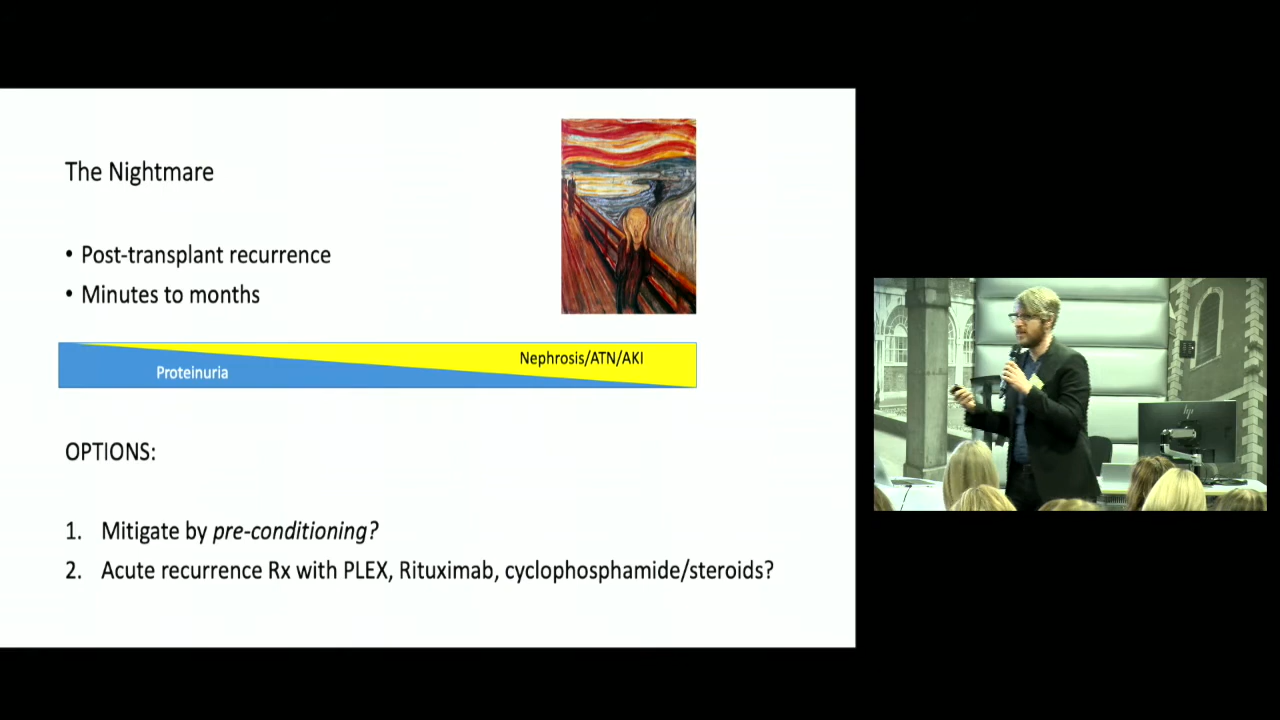 The Nightmare
• Post-transplant recurrence
• Minutes to months
Proteinuria
Nephrosis/ATN/AKI
OPTIONS:
1. Mitigate by pre-conditioning?
2. Acute recurrence Rx with PLEX, Rituximab, cyclophosphamide/steroids?
hp